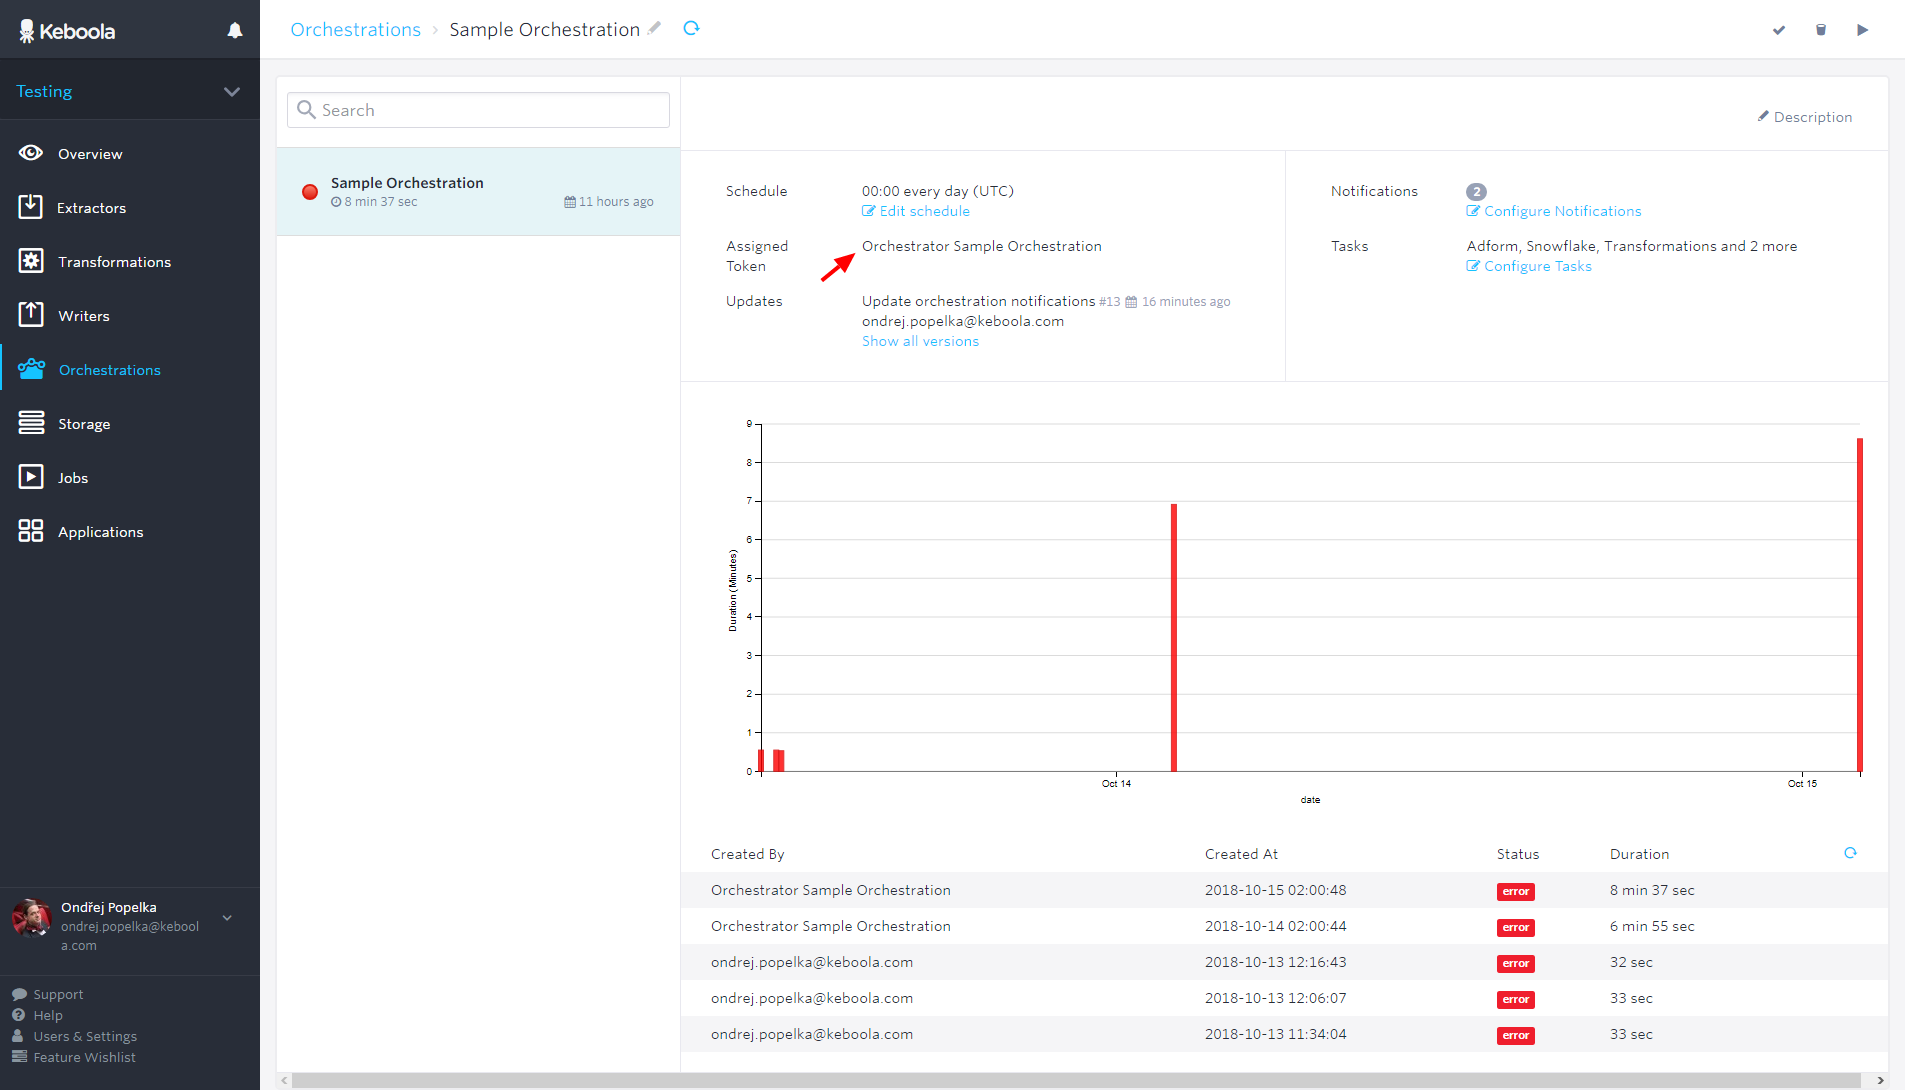 Keboola
Orchestrations › Sample Orchestration
Testing
Overview
Extractors
Transformations
Writers
Orchestrations
Storage
Jobs
Applications
Ondřej Popelka
ondrej.popelka@kebool
a.com
Support
Help
Users & Settings
Feature Wishlist
Search
Sample Orchestration
8 min 37 sec
11 hours ago
Description
Schedule
00:00 every day (UTC)
Edit schedule
Assigned
Token
Orchestrator Sample Orchestration
Updates
Update orchestration notifications #13 16 minutes ago
ondrej.popelka@keboola.com
Show all versions
Notifications
2
Configure Notifications
Tasks
Adform, Snowflake, Transformations and 2 more
Configure Tasks
9
8
7
6
5
4
3
2
1
0
Duration (Minutes)
Oct 14
Oct 15
date
Created By Created At Status Duration
Orchestrator Sample Orchestration 2018-10-15 02:00:48 error 8 min 37 sec
Orchestrator Sample Orchestration 2018-10-14 02:00:44 error 6 min 55 sec
ondrej.popelka@keboola.com 2018-10-13 12:16:43 error 32 sec
ondrej.popelka@keboola.com 2018-10-13 12:06:07 error 33 sec
ondrej.popelka@keboola.com 2018-10-13 11:34:04 error 33 sec